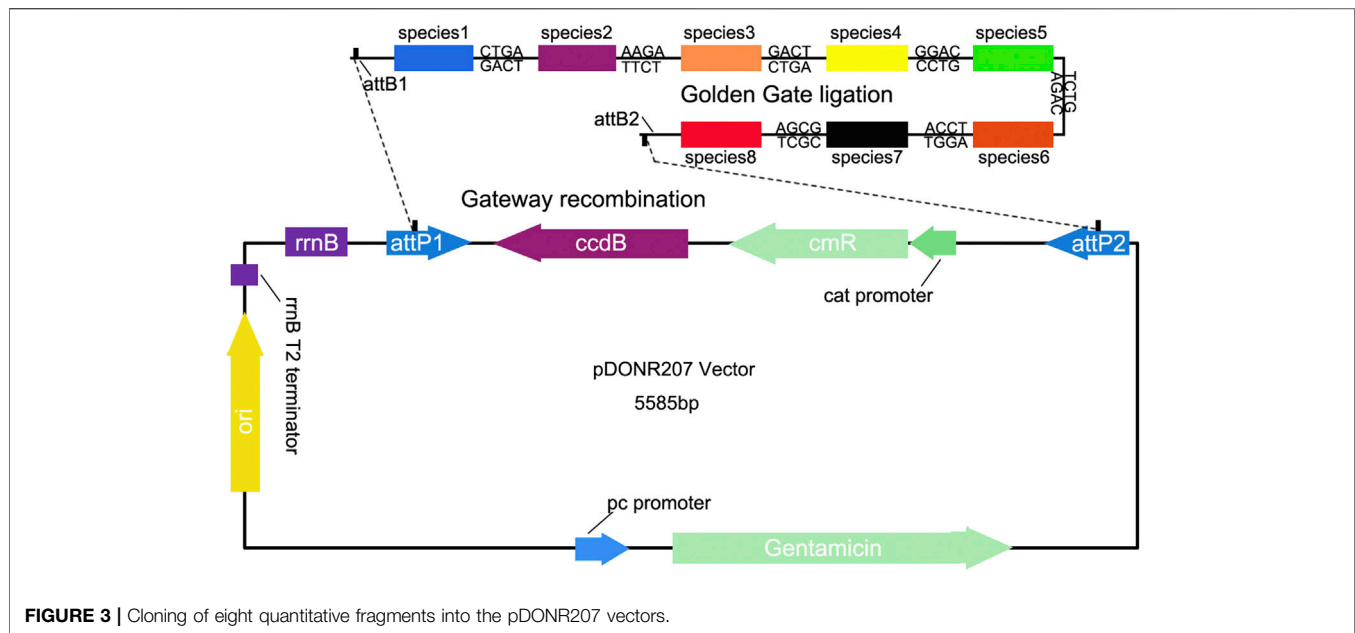 species1
species2
species3
species4
species5
CTGA
GACT
AAGA
TTCT
GACT
CTGA
GGAC
CCTG
TCTG
AGAC
attB1
Golden Gate ligation
attB2
AGCG
TCGC
ACCT
TGGA
species8
species7
species6
Gateway recombination
rrnB
attP1
ccdB
cmR
attP2
cat promoter
rrnB T2 terminator
ori
pDONR207 Vector
5585bp
pc promoter
Gentamicin
FIGURE 3 | Cloning of eight quantitative fragments into the pDONR207 vectors.